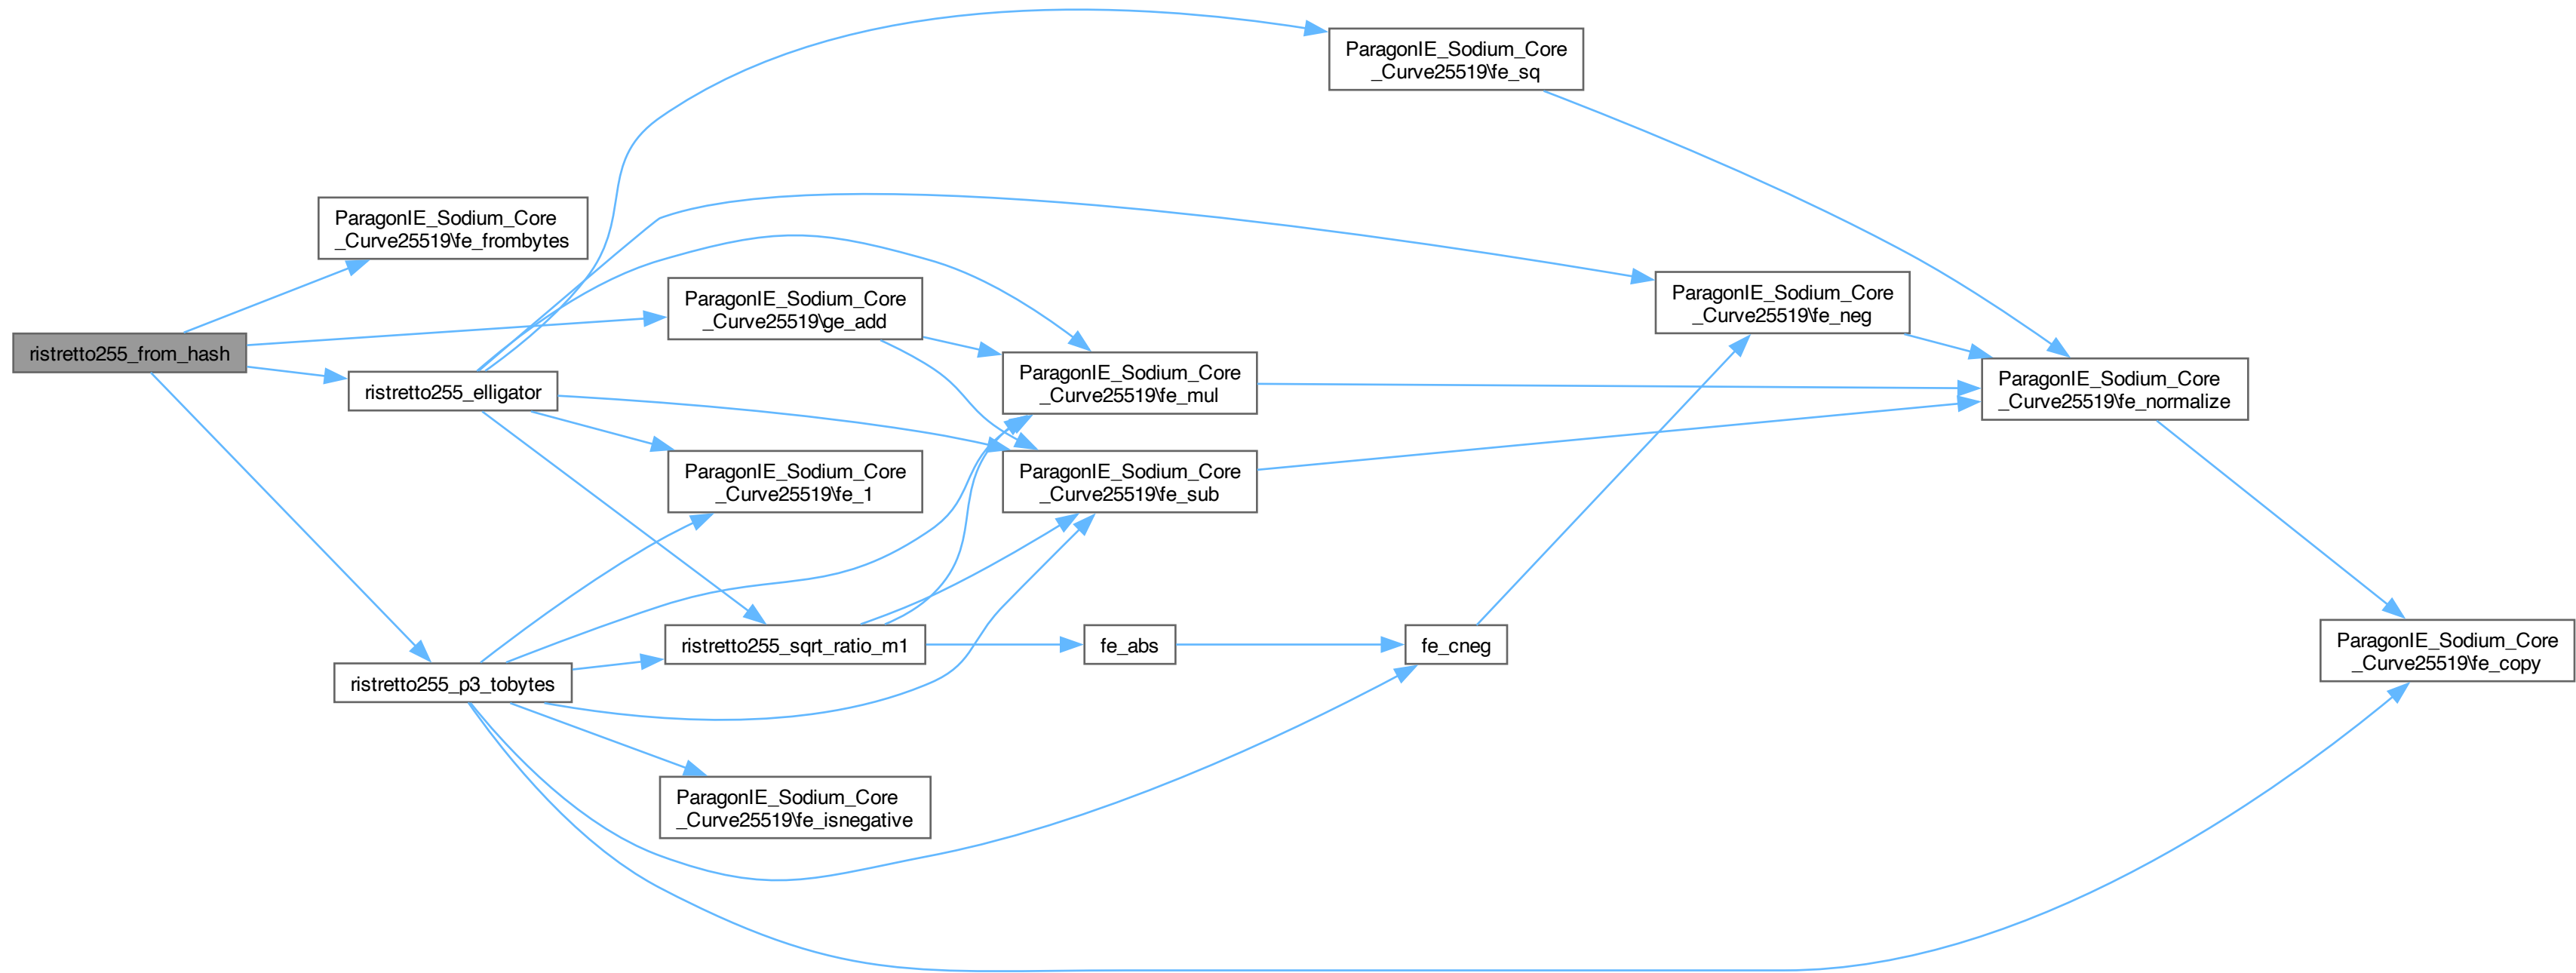 ParagonIE_Sodium_Core
_Curve25519\fe_sq
ParagonIE_Sodium_Core
_Curve25519\fe_frombytes
ParagonIE_Sodium_Core
_Curve25519\ge_add
ParagonIE_Sodium_Core
_Curve25519\fe_neg
ristretto255_from_hash
ristretto255_elligator
ParagonIE_Sodium_Core
_Curve25519\fe_mul
ParagonIE_Sodium_Core
_Curve25519\fe_normalize
ParagonIE_Sodium_Core
_Curve25519\fe_1
ParagonIE_Sodium_Core
_Curve25519\fe_sub
ristretto255_sqrt_ratio_m1
fe_abs
fe_cneg
ParagonIE_Sodium_Core
_Curve25519\fe_copy
ristretto255_p3_tobytes
ParagonIE_Sodium_Core
_Curve25519\fe_isnegative